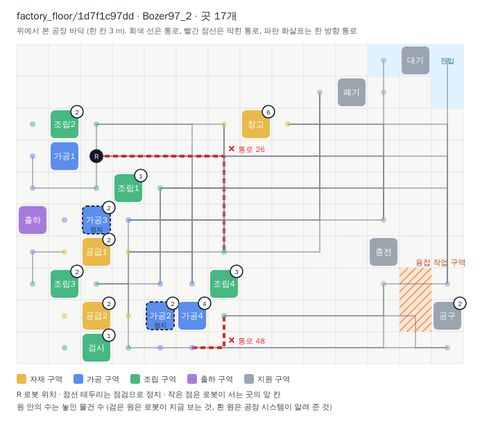 factory_floor/1d7f1c97dd · Bozer97_2 · 곳 17개
위에서 본 공장 바닥 (한 칸 3 m). 회색 선은 통로, 빨간 점선은 막힌 통로, 파란 화살표는 한 방향 통로
대기
진입
폐기
조립2
2
창고
6
가공1
R
통로 26
조립1
1
출하
가공3
2
정지
공급1
2
충전
용접 작업 구역
조립3
2
조립4
3
공급2
2
가공2
2
정지
가공4
4
공구
2
검사
1
통로 48
자재 구역
가공 구역
조립 구역
출하 구역
지원 구역
R 로봇 위치 · 점선 테두리는 점검으로 정지 · 작은 점은 로봇이 서는 곳의 앞 칸
원 안의 수는 놓인 물건 수 (검은 원은 로봇이 지금 보는 것, 흰 원은 공장 시스템이 알려 준 것)